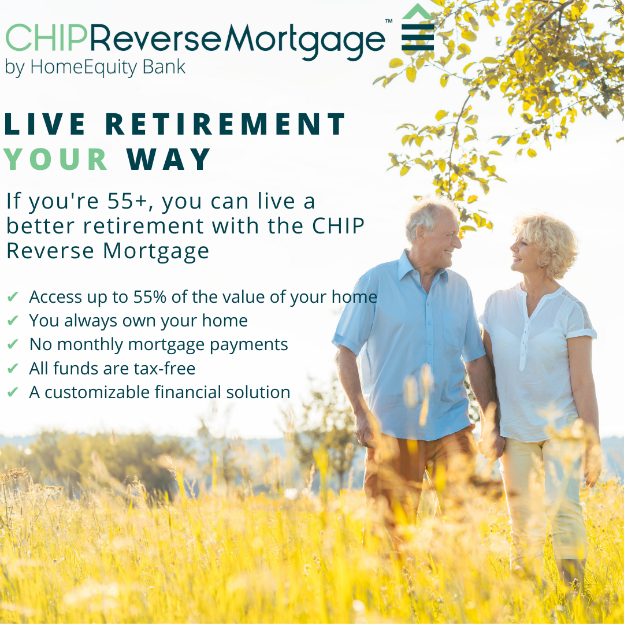 CHIPReverseMortgage™
by HomeEquity Bank
LIVE RETIREMENT
YOUR WAY
If you're 55+, you can live a
better retirement with the CHIP
Reverse Mortgage
✔ Access up to 55% of the value of your home
✔ You always own your home
✔ No monthly mortgage payments
✔ All funds are tax-free
✔ A customizable financial solution